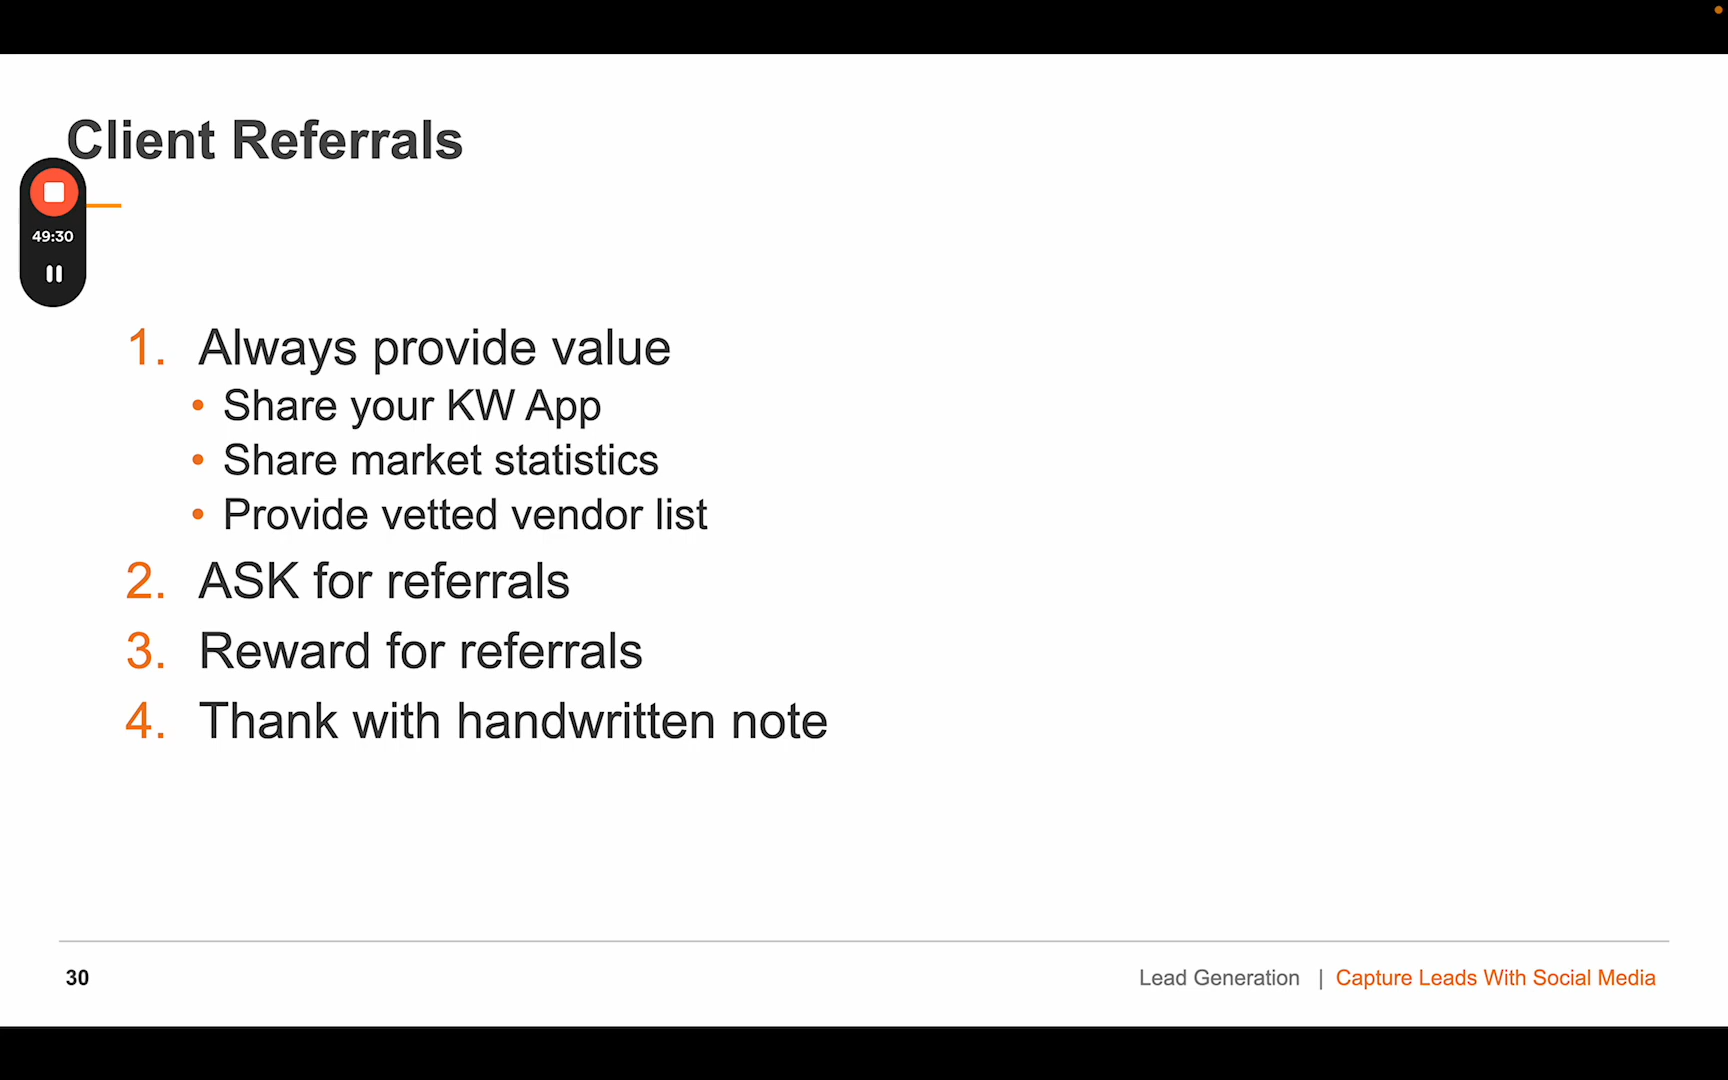 Client Referrals
49:30
1. Always provide value
• Share your KW App
• Share market statistics
• Provide vetted vendor list
2. ASK for referrals
3. Reward for referrals
4. Thank with handwritten note
30
Lead Generation | Capture Leads With Social Media